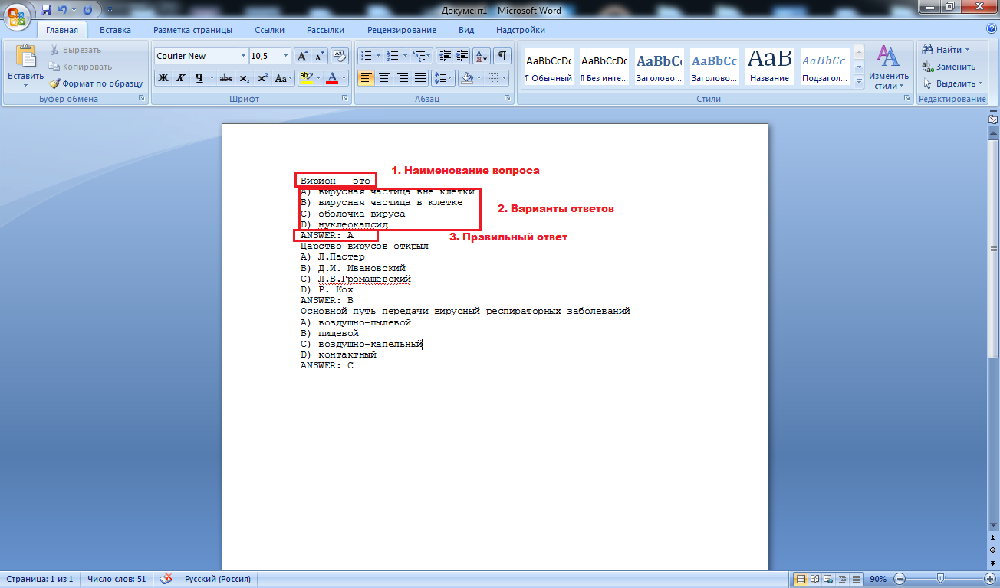 Документ1 - Microsoft Word
Главная Вставка Разметка страницы Ссылки Рассылки Рецензирование Вид Надстройки
Вставить
Вырезать
Копировать
Формат по образцу
Буфер обмена
Courier New 10,5
Ж К Ч abc x₂ x² Aa
Шрифт
Абзац
AaBbCcDc AaBbCcDc AaBbCc AaBbCc AaB AaBbCc.
¶ Обычный ¶ Без инте... Заголово... Заголово... Название Подзагол...
Изменить стили
Стили
Найти
Заменить
Выделить
Редактирование
1. Наименование вопроса
Вирион – это
A) вирусная частица вне клетки
B) вирусная частица в клетке
2. Варианты ответов
C) оболочка вируса
D) нуклеокапсид
ANSWER: A
3. Правильный ответ
Царство вирусов открыл
A) Л.Пастер
B) Д.И. Ивановский
C) Л.В.Громашевский
D) Р. Кох
ANSWER: B
Основной путь передачи вирусный респираторных заболеваний
A) воздушно-пылевой
B) пищевой
C) воздушно-капельный
D) контактный
ANSWER: C
Страница: 1 из 1 Число слов: 51 Русский (Россия) 90%